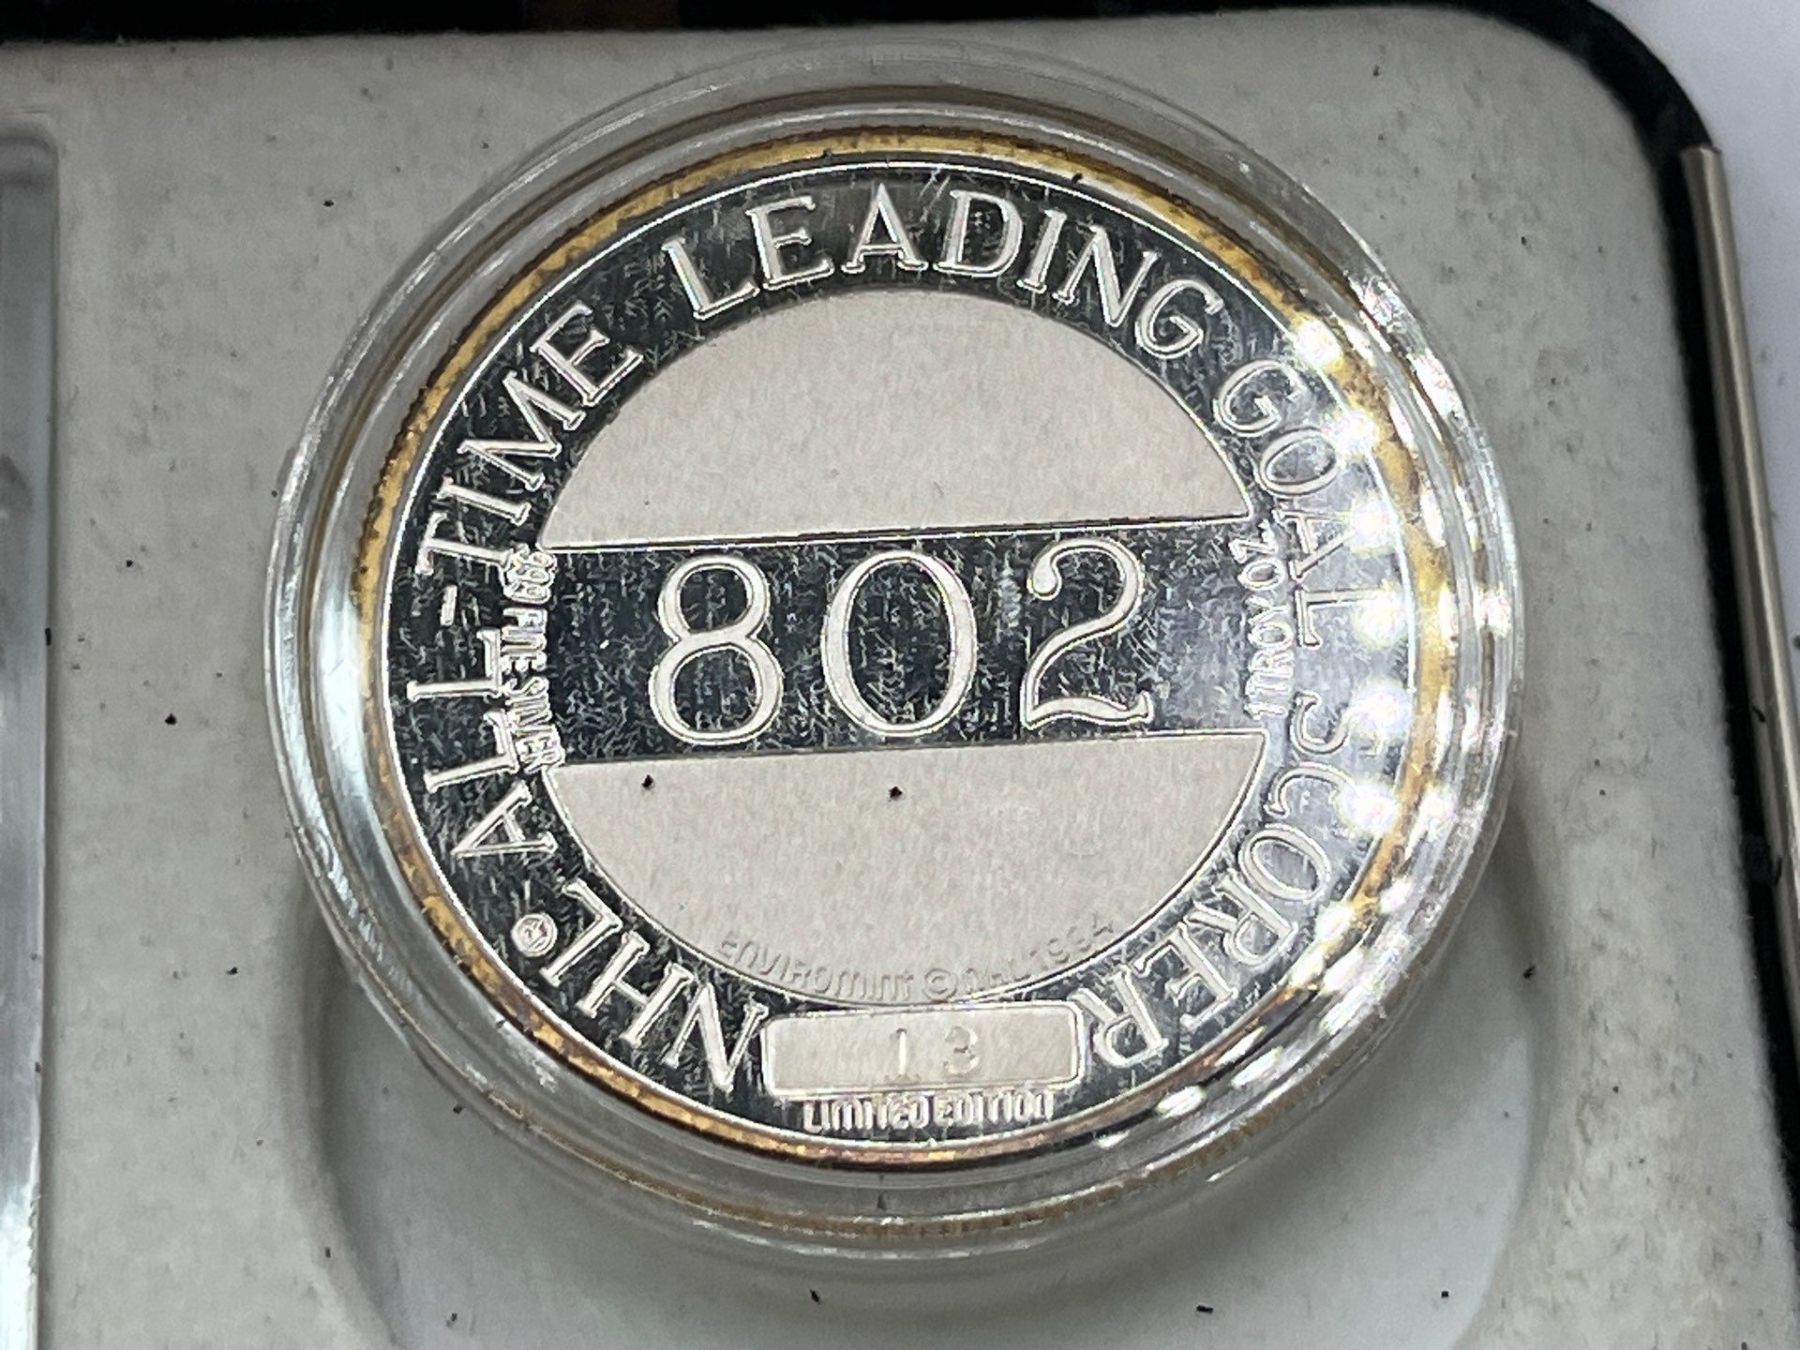 NHL® ALL-TIME LEADING GOAL SCORER
.999 FINE SILVER
802
1 TROY OZ
enviromint © NHL 1994
13
LIMITED EDITION